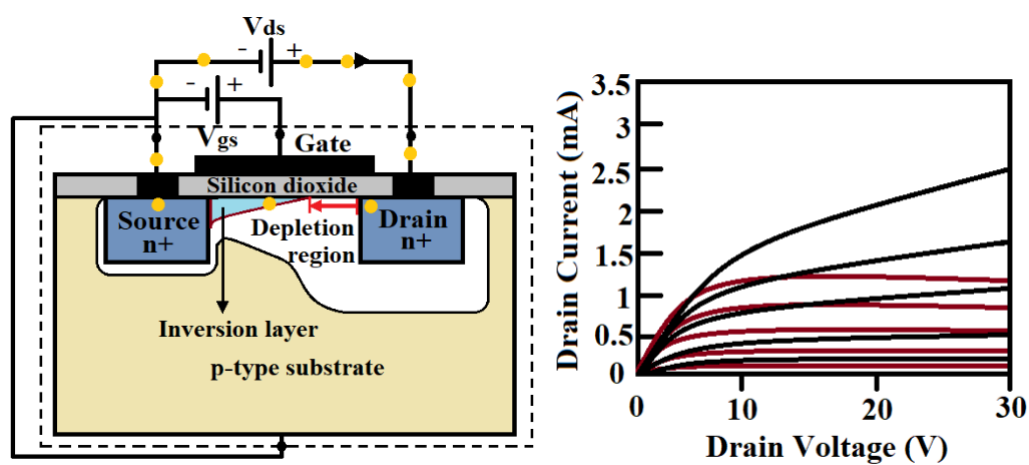 Vds
- +
- +
Vgs
Gate
Silicon dioxide
Source
n+
Depletion
region
Drain
n+
Inversion layer
p-type substrate
Drain Current (mA)
3.5
3
2.5
2
1.5
1
0.5
0
0 10 20 30
Drain Voltage (V)